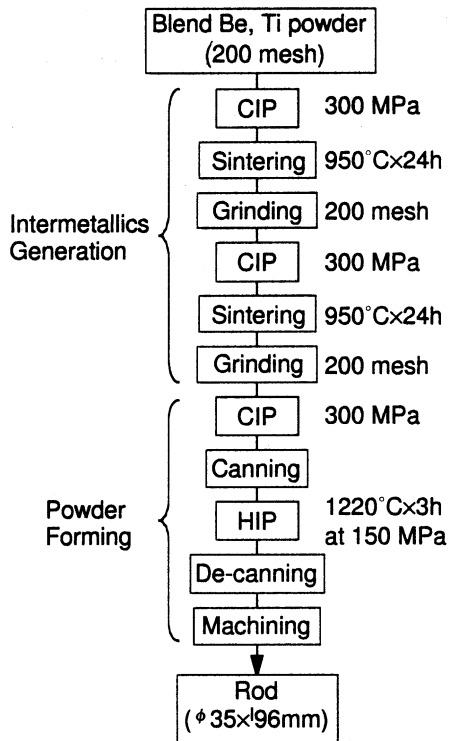 Blend Be, Ti powder
(200 mesh)
CIP 300 MPa
Sintering 950°C×24h
Grinding 200 mesh
Intermetallics
Generation
CIP 300 MPa
Sintering 950°C×24h
Grinding 200 mesh
CIP 300 MPa
Canning
Powder
Forming
HIP 1220°C×3h
at 150 MPa
De-canning
Machining
Rod
(ᶲ35×ˡ96mm)